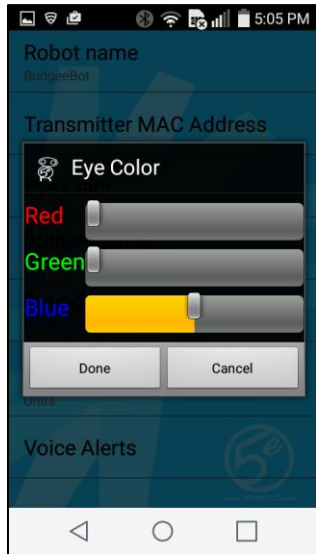 5:05 PM
Robot name
BudgeeBot
Transmitter MAC Address
Eye Color
Red
Green
Blue
Done
Cancel
Units
Voice Alerts
5e